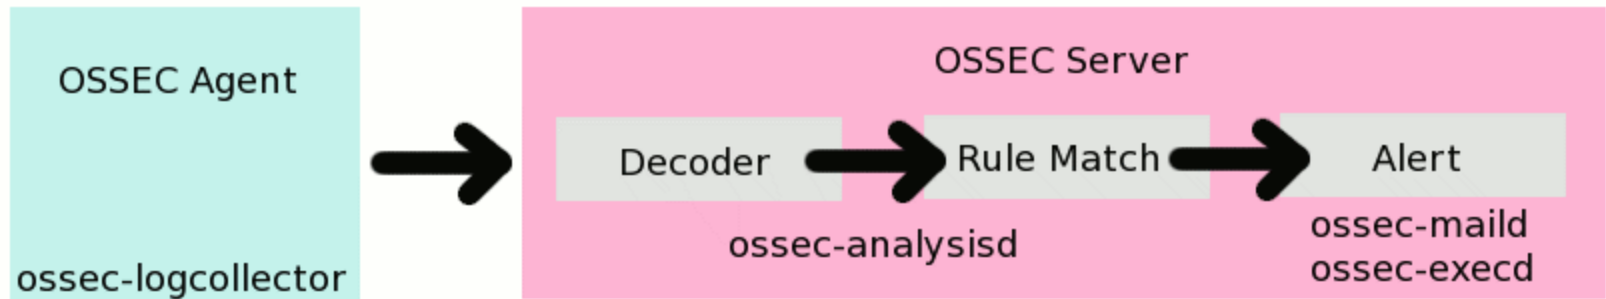 OSSEC Agent
ossec-logcollector
OSSEC Server
Decoder
Rule Match
Alert
ossec-analysisd
ossec-maild
ossec-execd